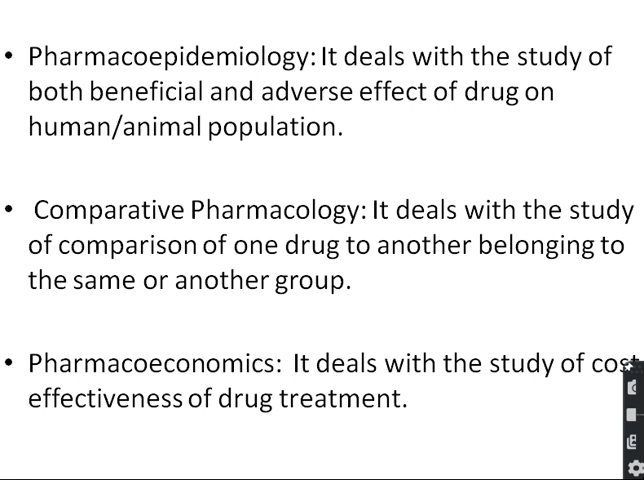 • Pharmacoepidemiology: It deals with the study of
both beneficial and adverse effect of drug on
human/animal population.
• Comparative Pharmacology: It deals with the study
of comparison of one drug to another belonging to
the same or another group.
• Pharmacoeconomics: It deals with the study of cost
effectiveness of drug treatment.